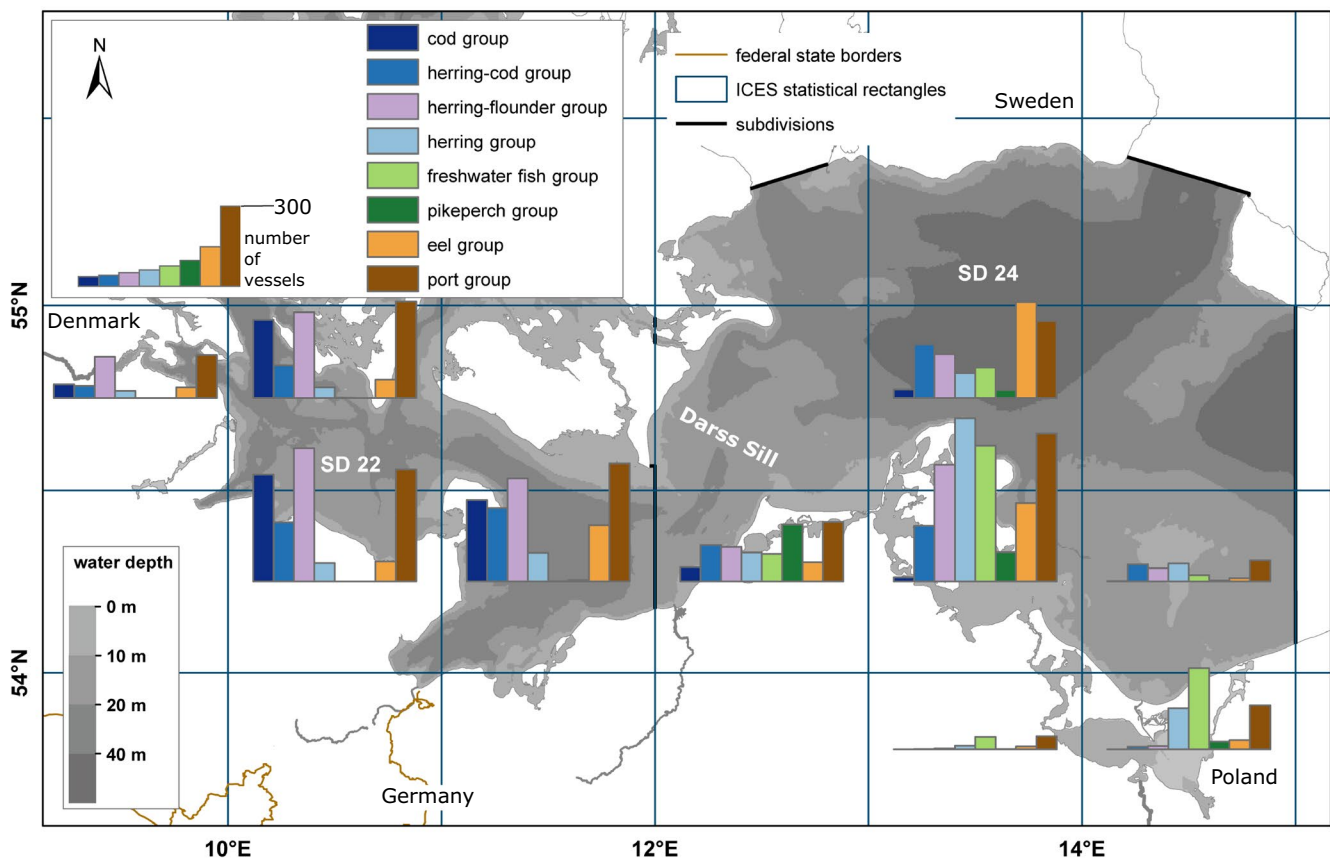 N
300
number
of
vessels
cod group
herring-cod group
herring-flounder group
herring group
freshwater fish group
pikeperch group
eel group
port group
federal state borders
ICES statistical rectangles
subdivisions
Sweden
SD 24
55°N
Denmark
Darss Sill
SD 22
water depth
0 m
10 m
20 m
40 m
54°N
Germany
Poland
10°E
12°E
14°E